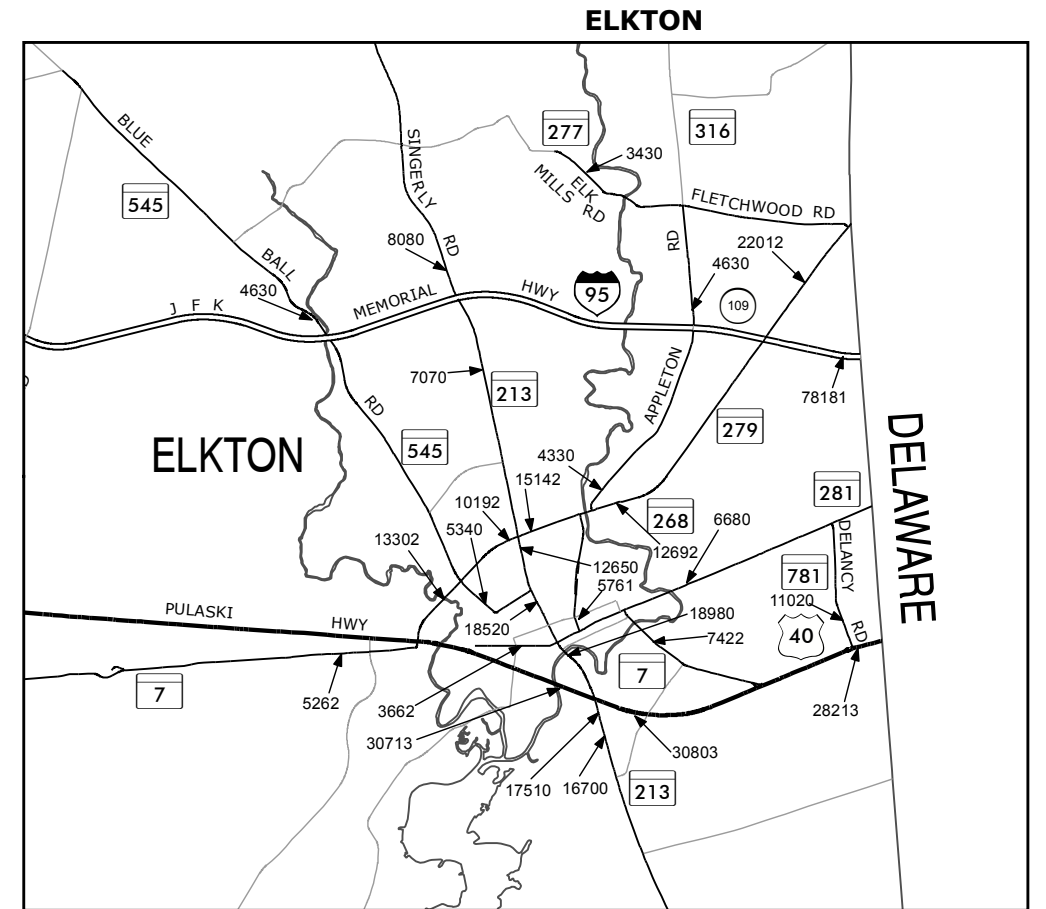 ELKTON
BLUE
SINGERLY
277
316
3430
ELK
MILLS RD
545
FLETCHWOOD RD
8080
RD
RD
22012
BALL
4630
4630
J F K
MEMORIAL
HWY
95
109
7070
213
APPLETON
78181
RD
279
545
ELKTON
4330
15142
281
DELAWARE
10192
268
6680
5340
13302
12692
DELANCY
12650
5761
781
11020
PULASKI
HWY
18520
18980
7422
40
RD
7
7
5262
3662
28213
30713
30803
17510
16700
213